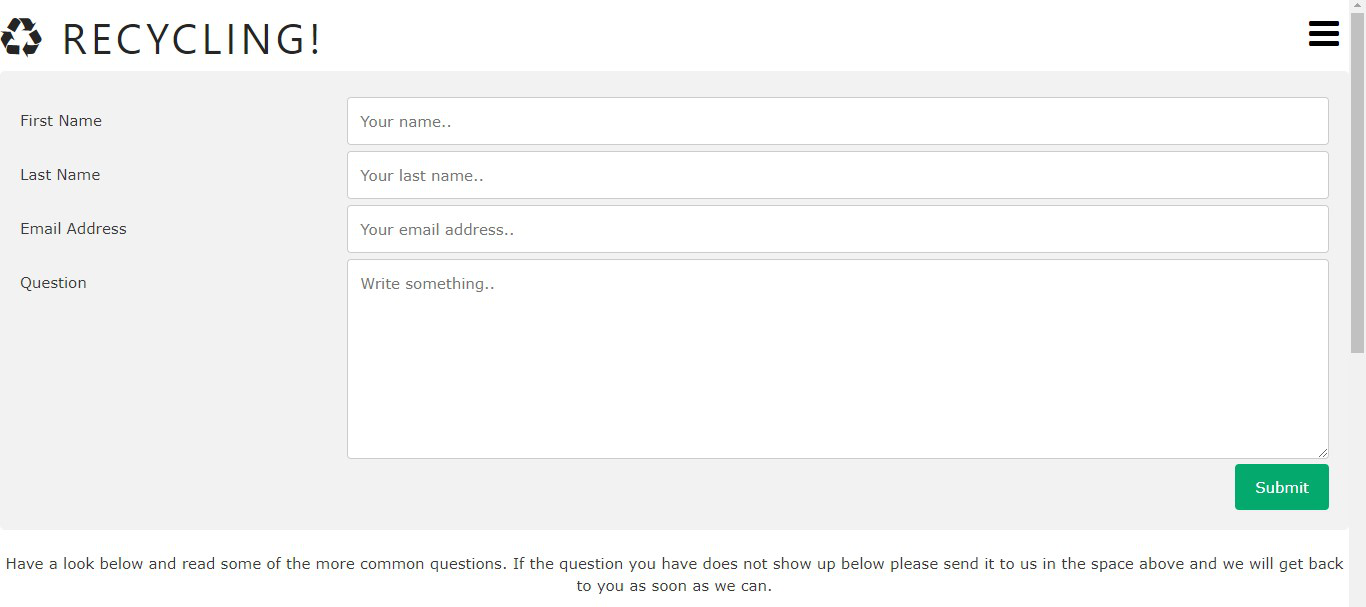 ♻ RECYCLING!
First Name
Your name..
Last Name
Your last name..
Email Address
Your email address..
Question
Write something..
Submit
Have a look below and read some of the more common questions. If the question you have does not show up below please send it to us in the space above and we will get back
to you as soon as we can.